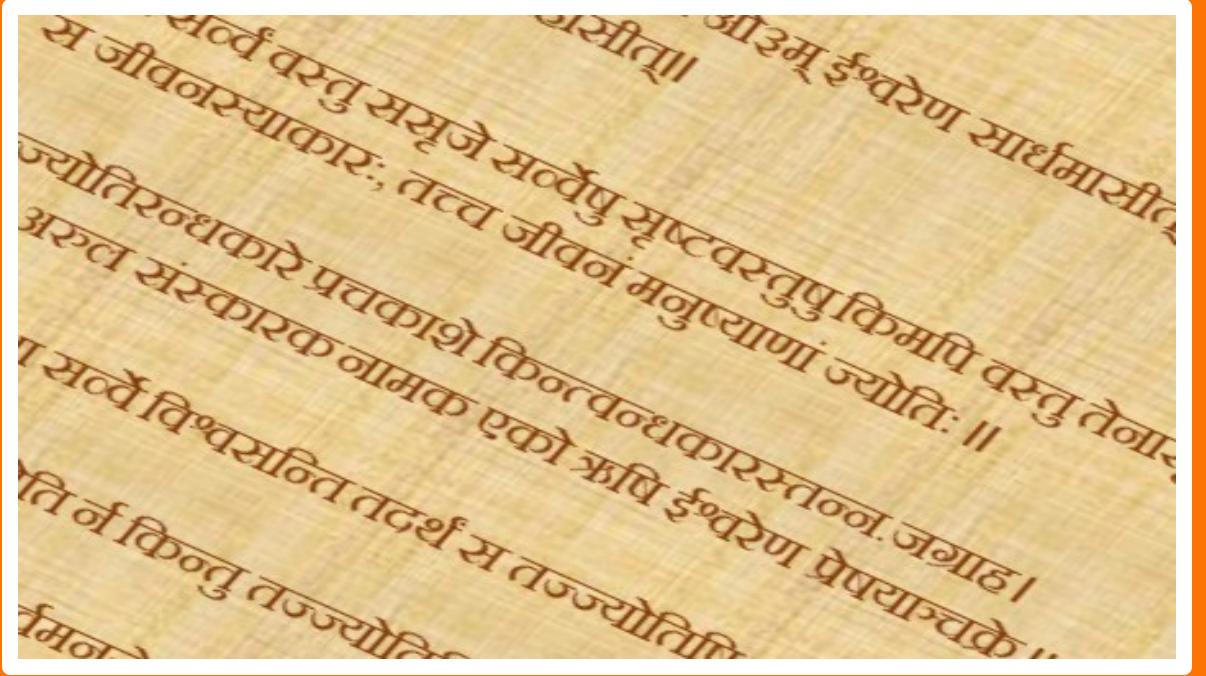 ओ३म् ईश्वरेण सार्धमासीत्
सीत्॥
सर्व्वं वस्तु ससृजे सर्व्वेषु सृष्टवस्तुषु किमपि वस्तु
स जीवनस्याकारः, तच्च जीवनं मनुष्याणां ज्योतिः ॥
ज्योतिरन्धकारे प्रचकाशे किन्त्वन्धकारस्तन्न.जग्राह।
अरुल संस्कारक नामक एको ऋषि ईश्वरेण प्रेषयाञ्चक्रे॥
सर्व्वे विश्वसन्ति तदर्थं स तज्ज्योतिषि
ति र्न किन्तु